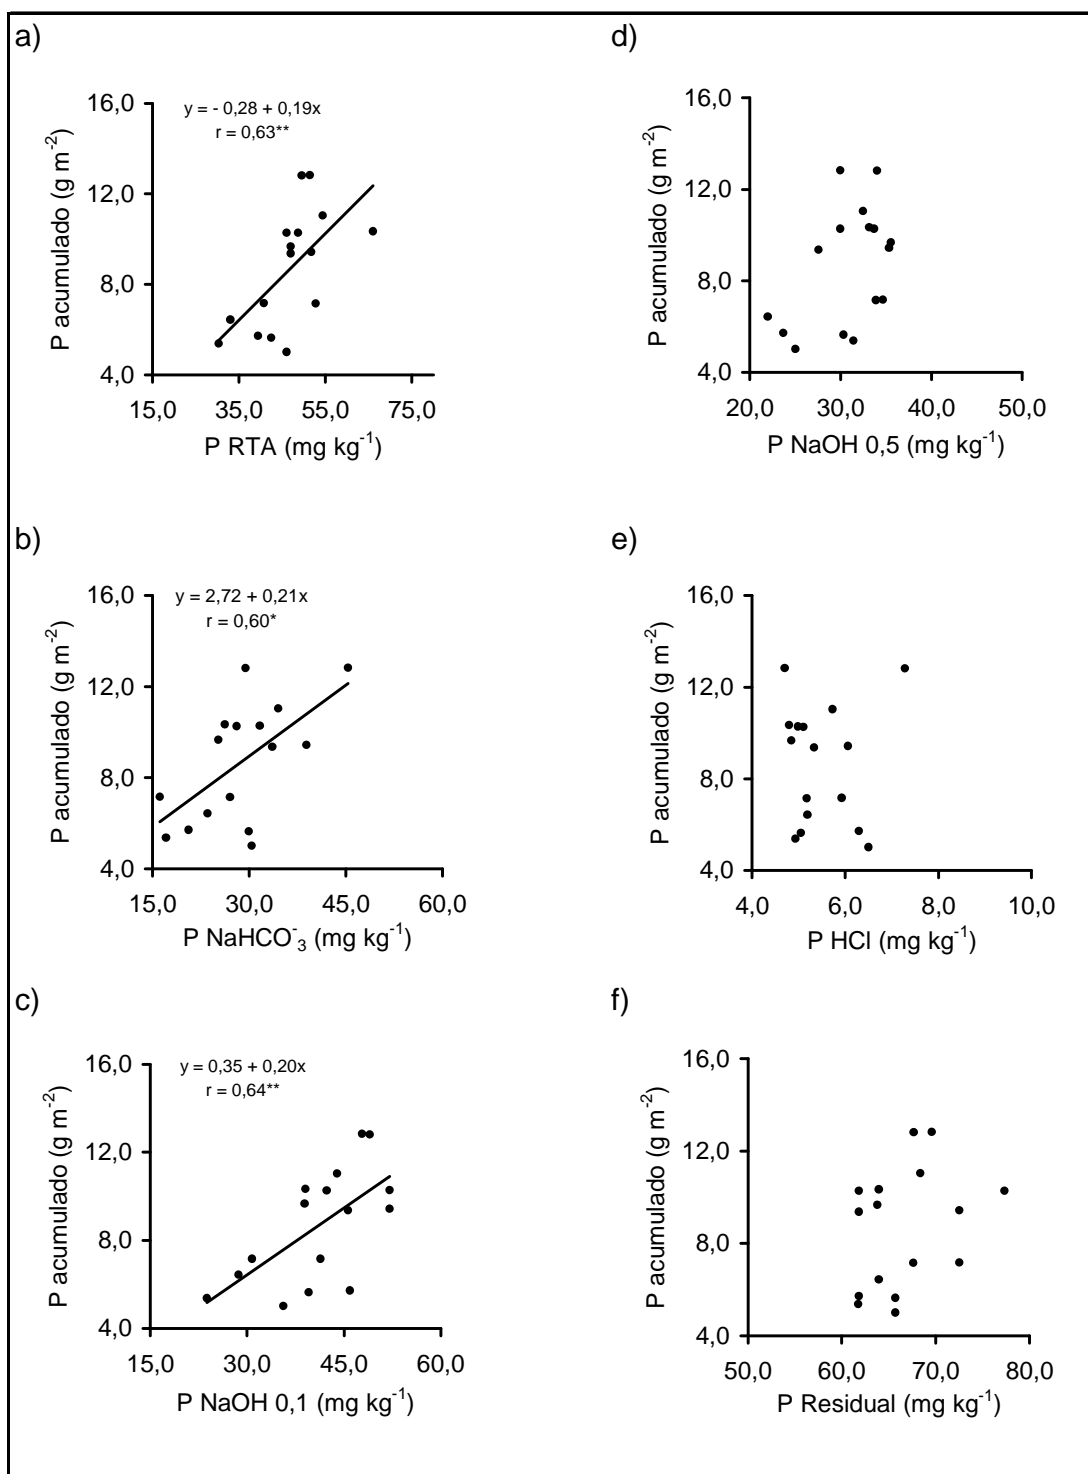 a)
P acumulado (g m⁻²)
y = - 0,28 + 0,19x
r = 0,63**
16,0
12,0
8,0
4,0
15,0 35,0 55,0 75,0
P RTA (mg kg⁻¹)
d)
P acumulado (g m⁻²)
16,0
12,0
8,0
4,0
20,0 30,0 40,0 50,0
P NaOH 0,5 (mg kg⁻¹)
b)
P acumulado (g m⁻²)
y = 2,72 + 0,21x
r = 0,60*
16,0
12,0
8,0
4,0
15,0 30,0 45,0 60,0
P NaHCO⁻₃ (mg kg⁻¹)
e)
P acumulado (g m⁻²)
16,0
12,0
8,0
4,0
4,0 6,0 8,0 10,0
P HCl (mg kg⁻¹)
c)
P acumulado (g m⁻²)
y = 0,35 + 0,20x
r = 0,64**
16,0
12,0
8,0
4,0
15,0 30,0 45,0 60,0
P NaOH 0,1 (mg kg⁻¹)
f)
P acumulado (g m⁻²)
16,0
12,0
8,0
4,0
50,0 60,0 70,0 80,0
P Residual (mg kg⁻¹)